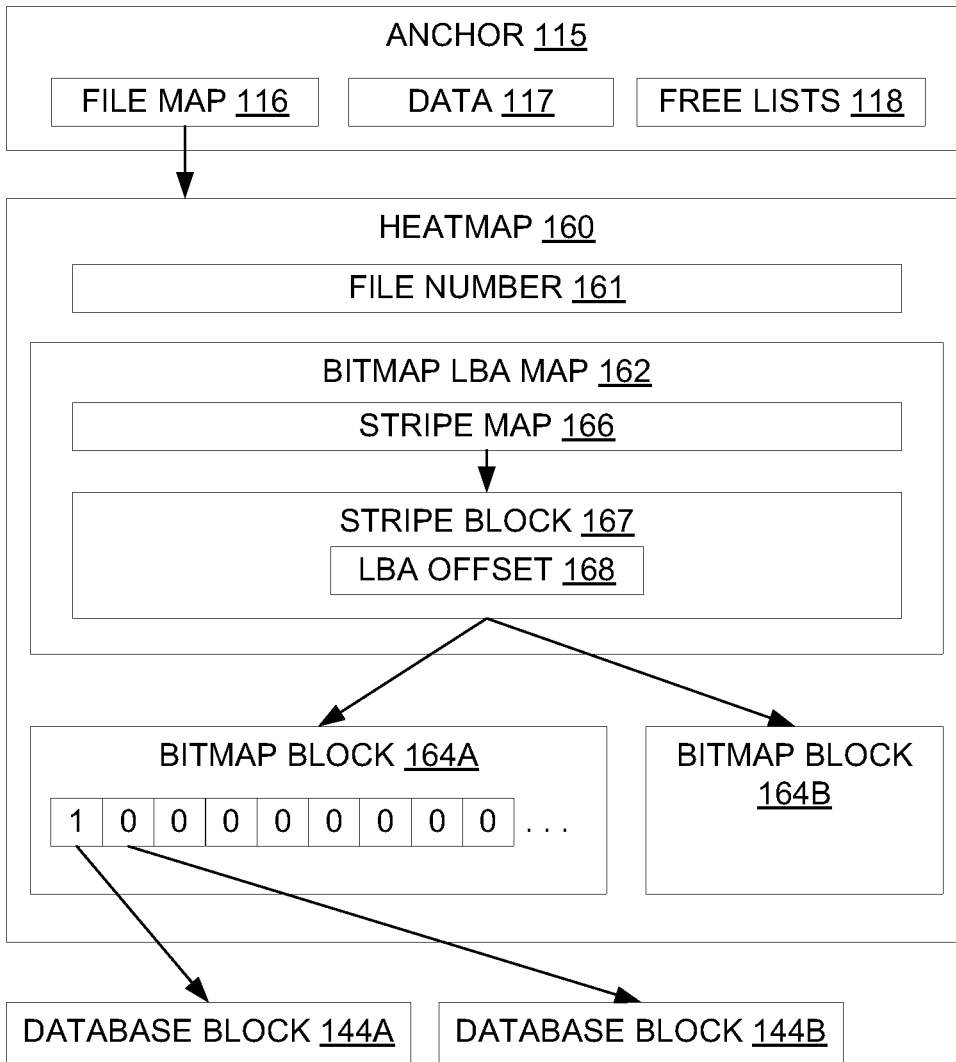 ANCHOR 115
FILE MAP 116 DATA 117 FREE LISTS 118
HEATMAP 160
FILE NUMBER 161
BITMAP LBA MAP 162
STRIPE MAP 166
STRIPE BLOCK 167
LBA OFFSET 168
BITMAP BLOCK 164A
1 0 0 0 0 0 0 0 0 . . .
BITMAP BLOCK
164B
DATABASE BLOCK 144A DATABASE BLOCK 144B